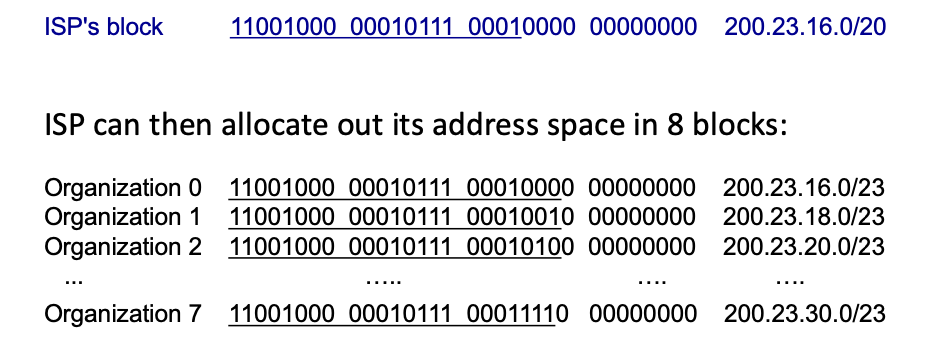 ISP's block 11001000 00010111 00010000 00000000 200.23.16.0/20
ISP can then allocate out its address space in 8 blocks:
Organization 0 11001000 00010111 00010000 00000000 200.23.16.0/23
Organization 1 11001000 00010111 00010010 00000000 200.23.18.0/23
Organization 2 11001000 00010111 00010100 00000000 200.23.20.0/23
... ..... .... ....
Organization 7 11001000 00010111 00011110 00000000 200.23.30.0/23